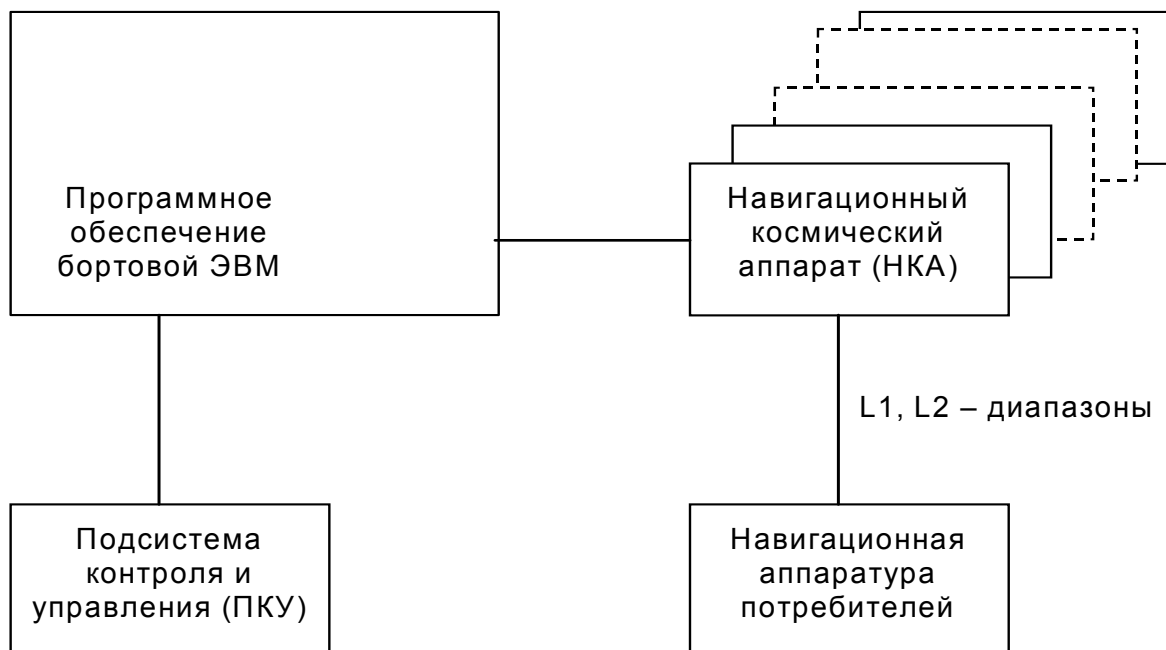 Программное
обеспечение
бортовой ЭВМ
Навигационный
космический
аппарат (НКА)
L1, L2 – диапазоны
Подсистема
контроля и
управления (ПКУ)
Навигационная
аппаратура
потребителей